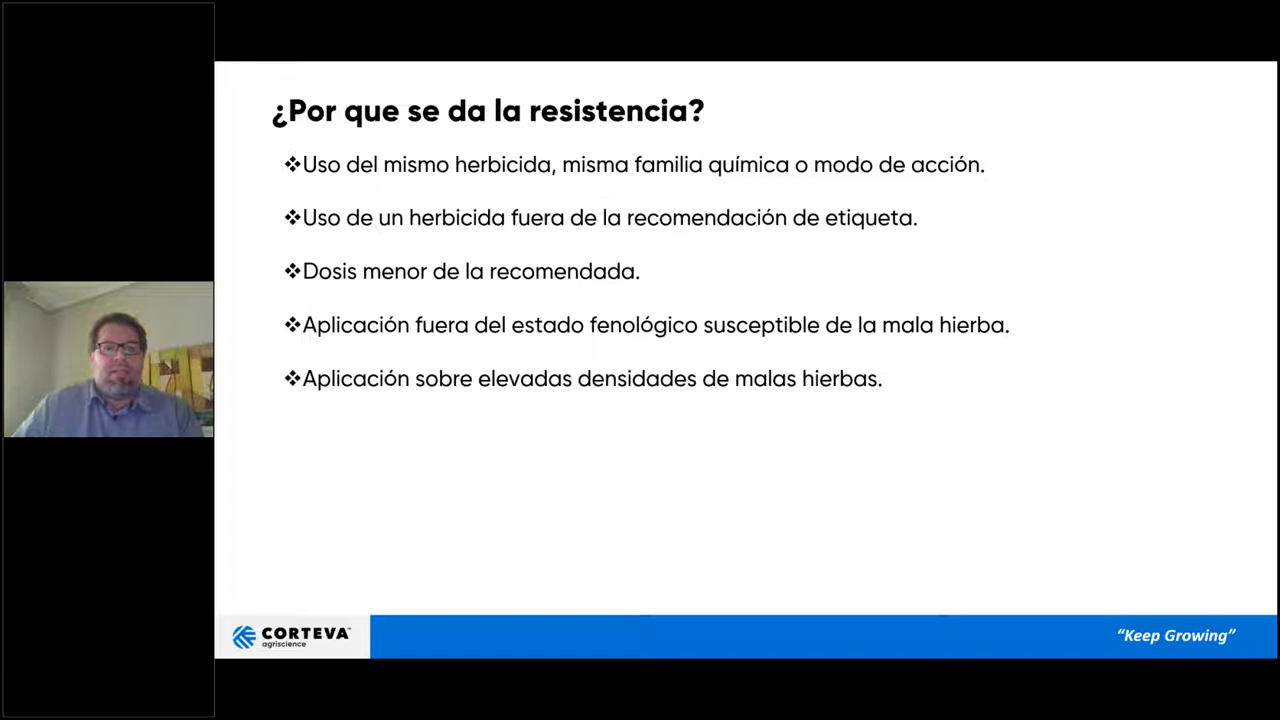 ¿Por que se da la resistencia?
❖Uso del mismo herbicida, misma familia química o modo de acción.
❖Uso de un herbicida fuera de la recomendación de etiqueta.
❖Dosis menor de la recomendada.
❖Aplicación fuera del estado fenológico susceptible de la mala hierba.
❖Aplicación sobre elevadas densidades de malas hierbas.
CORTEVA™
agriscience
“Keep Growing”